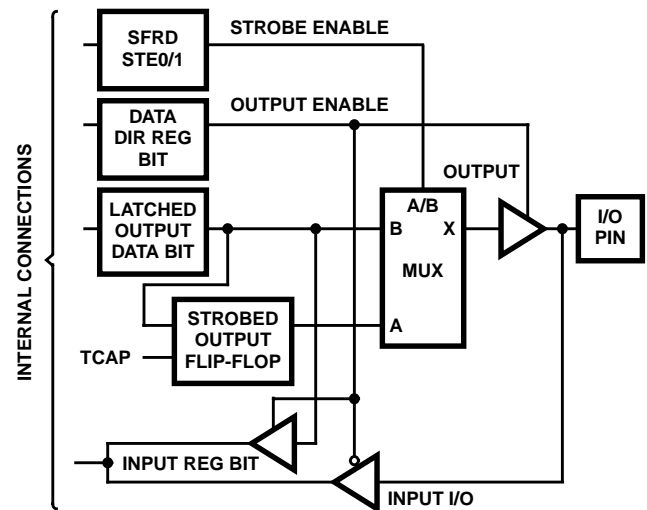 SFRD
STE0/1
STROBE ENABLE
DATA
DIR REG
BIT
OUTPUT ENABLE
OUTPUT
LATCHED
OUTPUT
DATA BIT
A/B
B
X
MUX
A
I/O
PIN
STROBED
OUTPUT
FLIP-FLOP
TCAP
INPUT REG BIT
INPUT I/O
INTERNAL CONNECTIONS